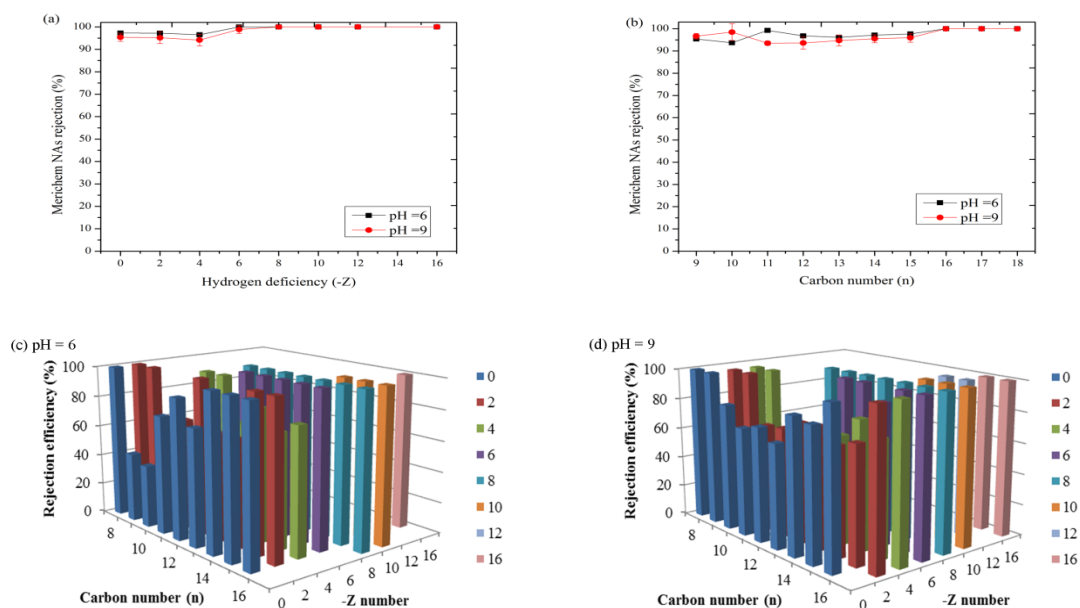 (a)
100
90
80
70
60
50
40
30
20
10
0
Merichem NAs rejection (%)
pH =6
pH =9
0 2 4 6 8 10 12 14 16
Hydrogen deficiency (-Z)
(b)
100
90
80
70
60
50
40
30
20
10
0
Merichem NAs rejection (%)
pH =6
pH =9
9 10 11 12 13 14 15 16 17 18
Carbon number (n)
(c) pH = 6
100
80
60
40
20
0
Rejection efficiency (%)
8 10 12 14 16
Carbon number (n)
0 2 4 6 8 10 12 16
-Z number
0
2
4
6
8
10
12
16
(d) pH = 9
100
80
60
40
20
0
Rejection efficiency (%)
8 10 12 14 16
Carbon number (n)
0 2 4 6 8 10 12 16
-Z number
0
2
4
6
8
10
12
16